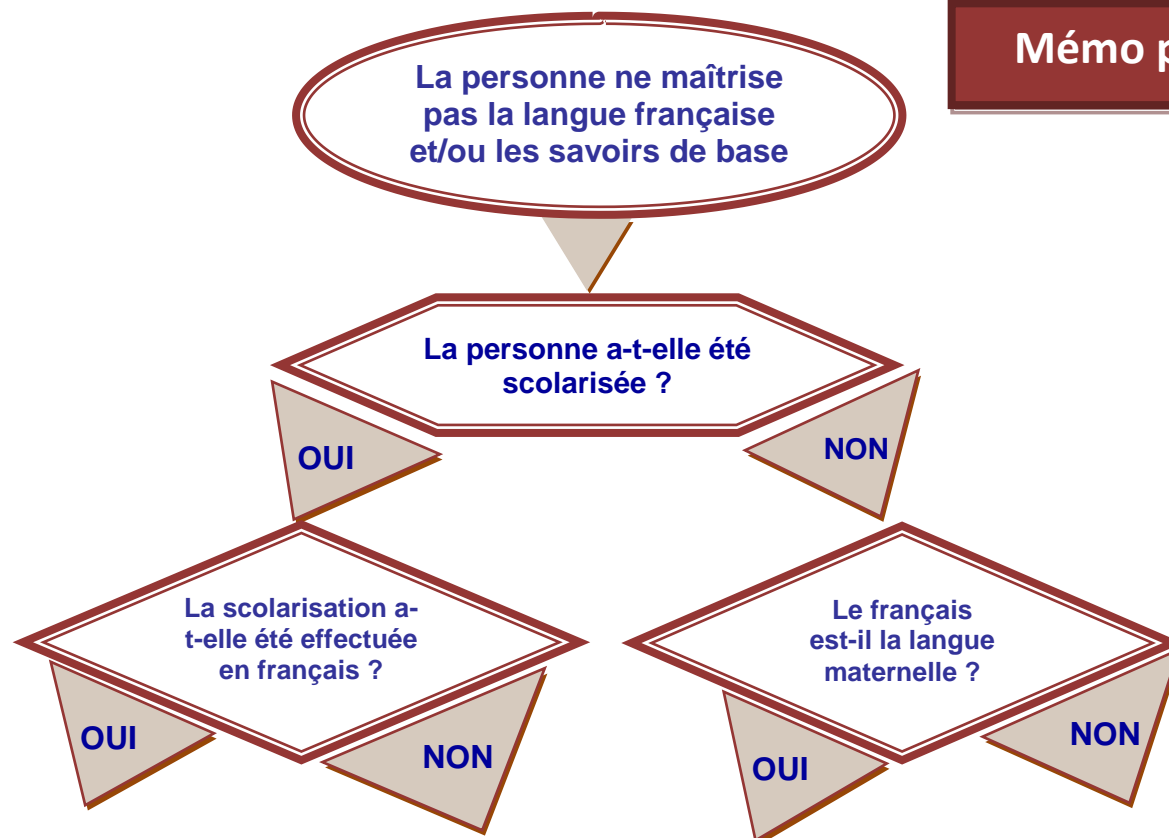 Mémo p
La personne ne maîtrise
pas la langue française
et/ou les savoirs de base
La personne a-t-elle été
scolarisée ?
OUI
NON
La scolarisation a-
t-elle été effectuée
en français ?
Le français
est-il la langue
maternelle ?
OUI
NON
OUI
NON